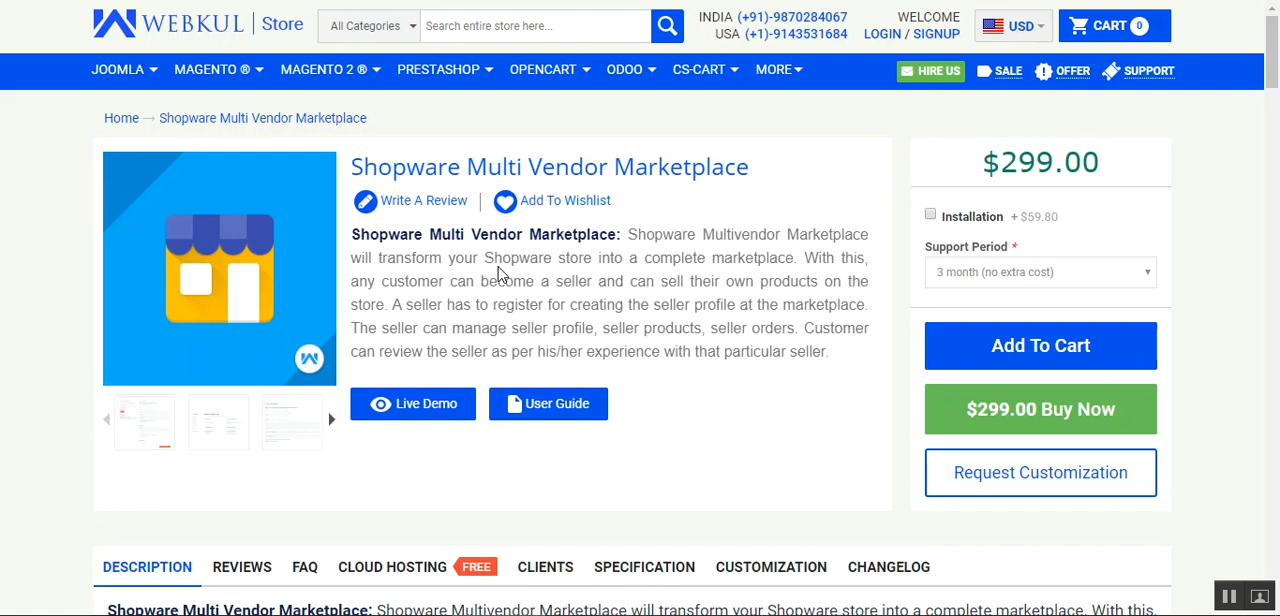 WEBKUL | Store
All Categories
Search entire store here...
INDIA (+91)-9870284067
USA (+1)-9143531684
WELCOME
LOGIN / SIGNUP
USD
CART 0
JOOMLA MAGENTO ® MAGENTO 2 ® PRESTASHOP OPENCART ODOO CS-CART MORE
HIRE US SALE OFFER SUPPORT
Home → Shopware Multi Vendor Marketplace
Shopware Multi Vendor Marketplace
Write A Review | Add To Wishlist
Shopware Multi Vendor Marketplace: Shopware Multivendor Marketplace
will transform your Shopware store into a complete marketplace. With this,
any customer can become a seller and can sell their own products on the
store. A seller has to register for creating the seller profile at the marketplace.
The seller can manage seller profile, seller products, seller orders. Customer
can review the seller as per his/her experience with that particular seller.
Live Demo
User Guide
$299.00
Installation + $59.80
Support Period *
3 month (no extra cost)
Add To Cart
$299.00 Buy Now
Request Customization
DESCRIPTION REVIEWS FAQ CLOUD HOSTING FREE CLIENTS SPECIFICATION CUSTOMIZATION CHANGELOG
Shopware Multi Vendor Marketplace: Shopware Multivendor Marketplace will transform your Shopware store into a complete marketplace. With this,